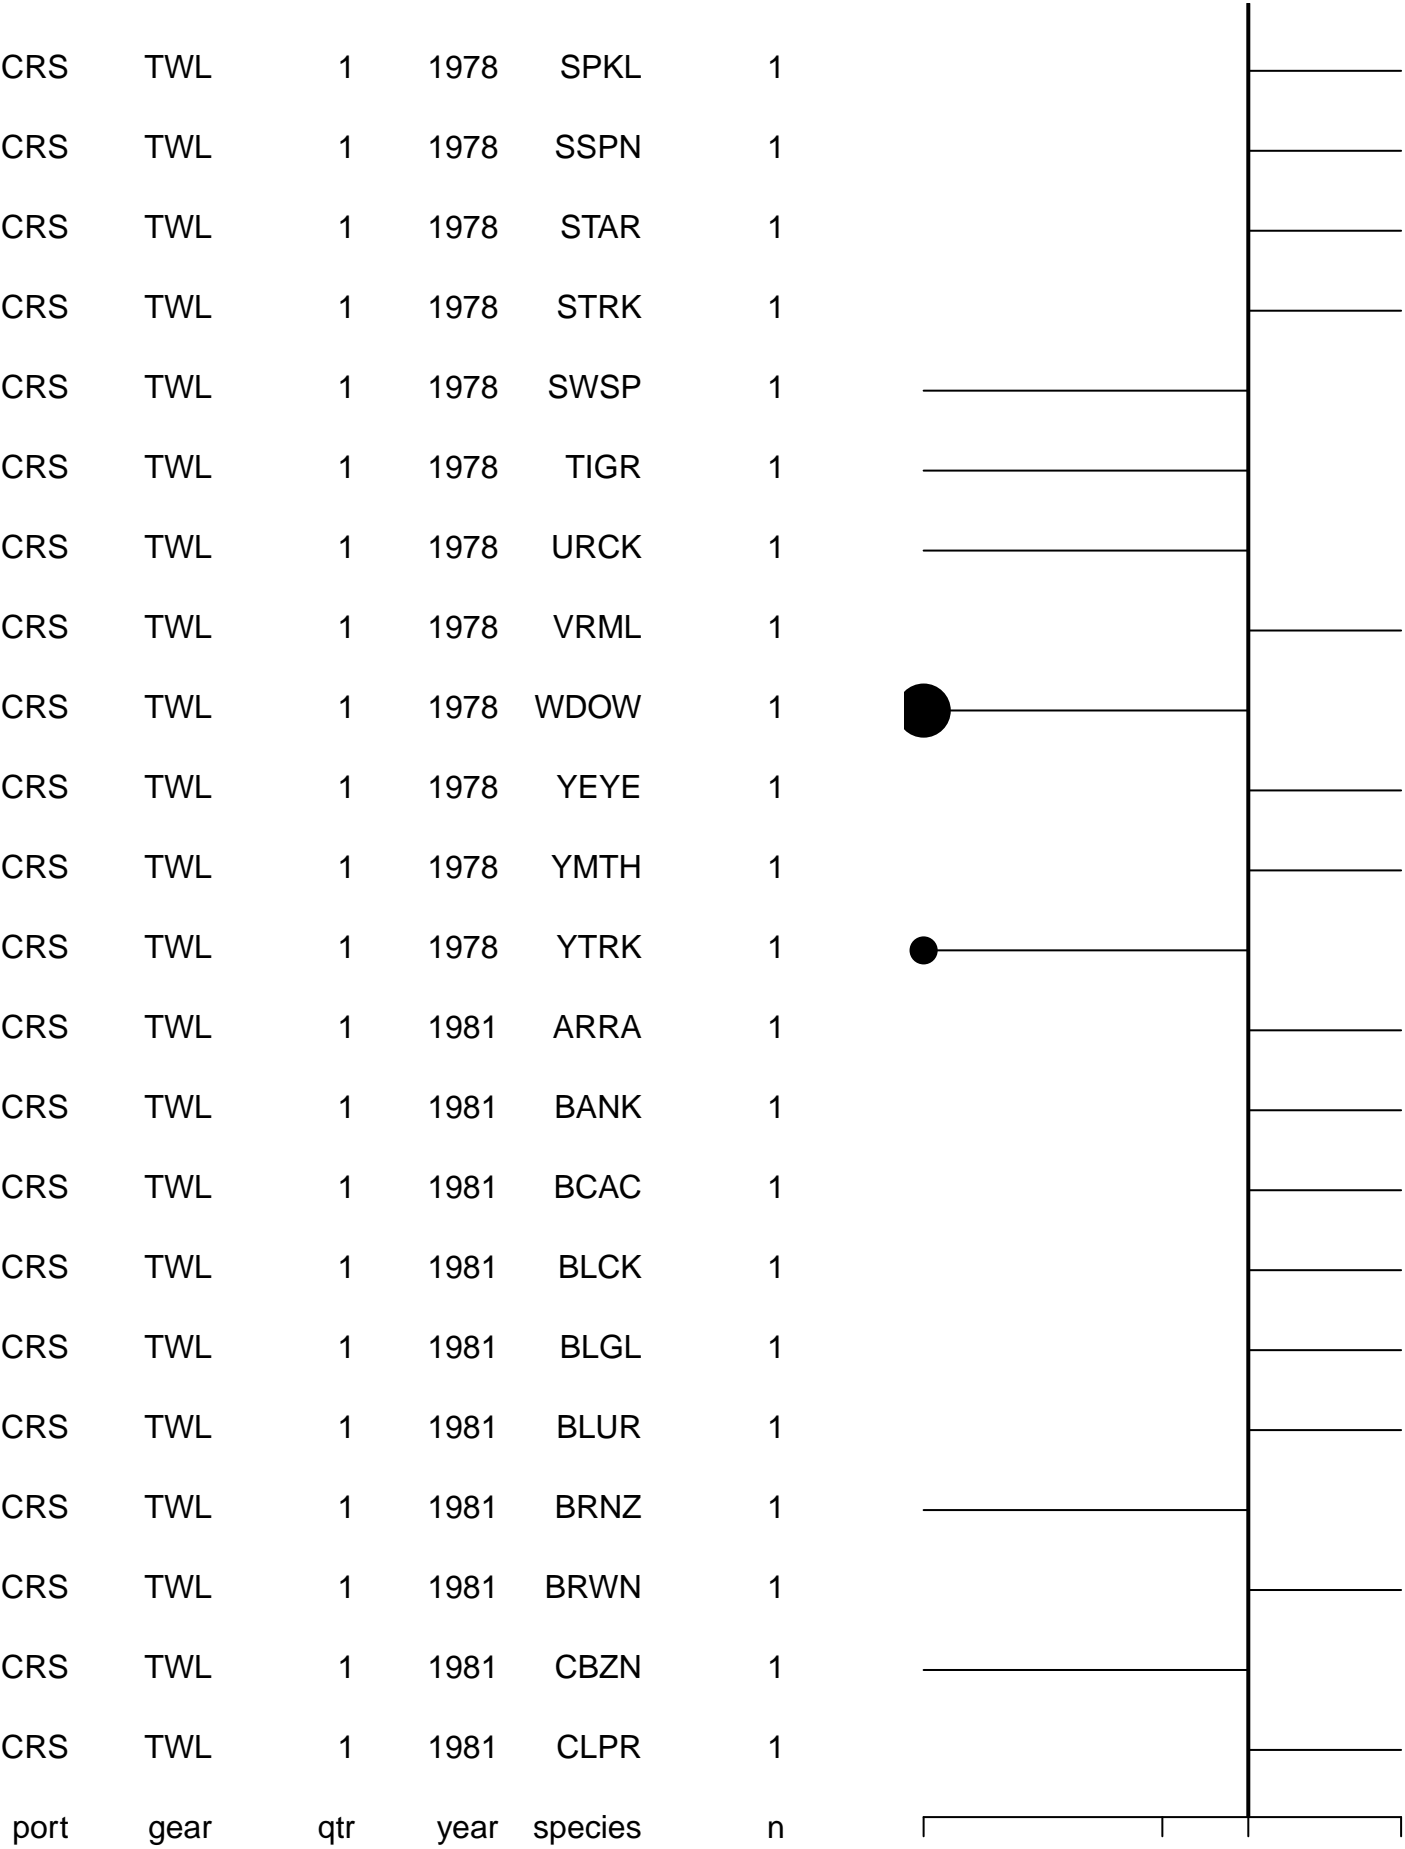 CRS TWL 1 1978 SPKL 1
CRS TWL 1 1978 SSPN 1
CRS TWL 1 1978 STAR 1
CRS TWL 1 1978 STRK 1
CRS TWL 1 1978 SWSP 1
CRS TWL 1 1978 TIGR 1
CRS TWL 1 1978 URCK 1
CRS TWL 1 1978 VRML 1
CRS TWL 1 1978 WDOW 1
CRS TWL 1 1978 YEYE 1
CRS TWL 1 1978 YMTH 1
CRS TWL 1 1978 YTRK 1
CRS TWL 1 1981 ARRA 1
CRS TWL 1 1981 BANK 1
CRS TWL 1 1981 BCAC 1
CRS TWL 1 1981 BLCK 1
CRS TWL 1 1981 BLGL 1
CRS TWL 1 1981 BLUR 1
CRS TWL 1 1981 BRNZ 1
CRS TWL 1 1981 BRWN 1
CRS TWL 1 1981 CBZN 1
CRS TWL 1 1981 CLPR 1
port gear qtr year species n